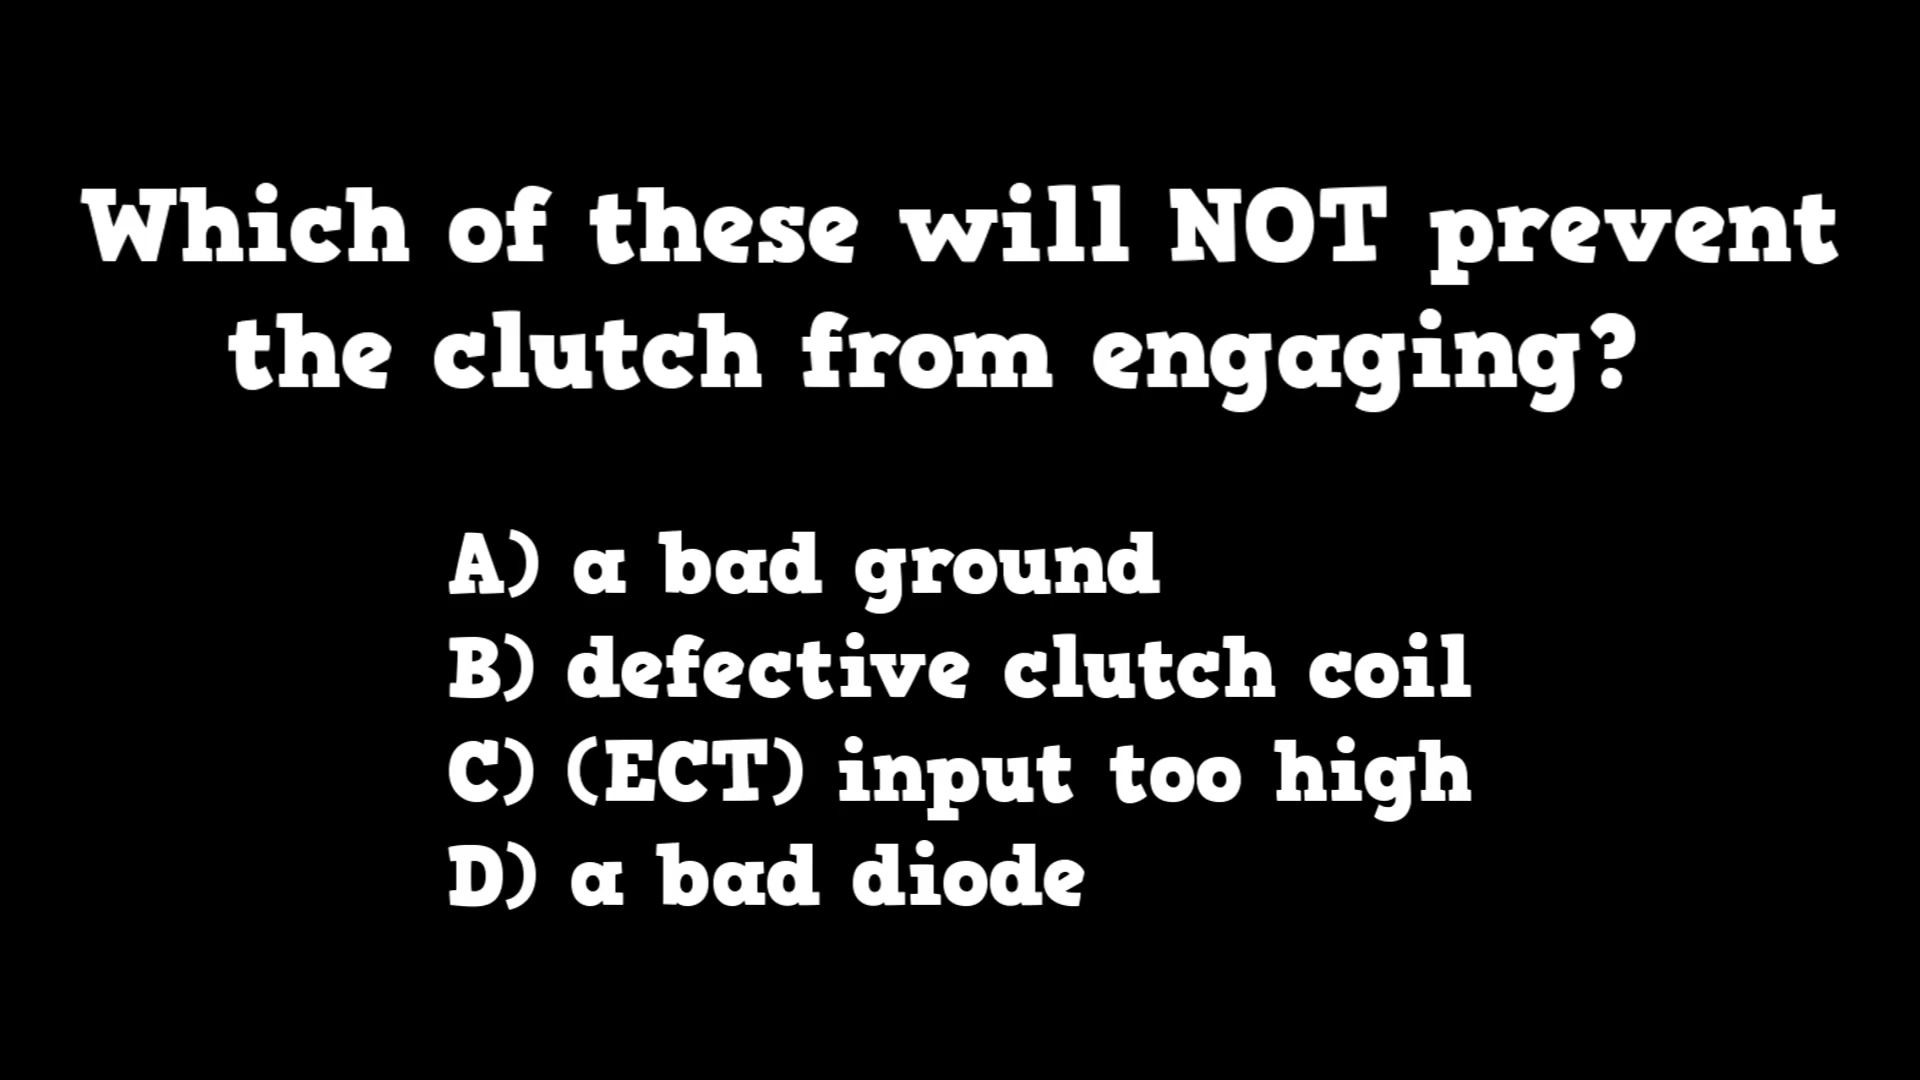 Which of these will NOT prevent
the clutch from engaging?
A) a bad ground
B) defective clutch coil
C) (ECT) input too high
D) a bad diode